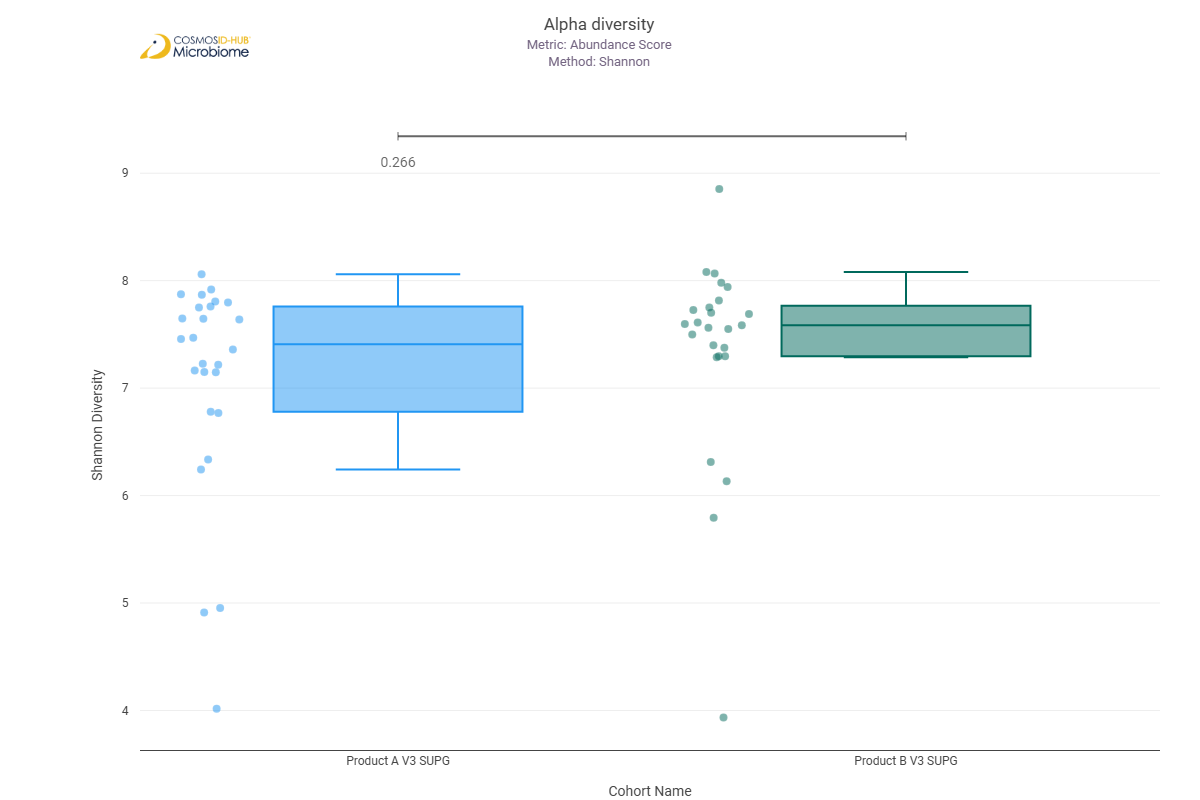 Alpha diversity
COSMOSID-HUB
Microbiome
Metric: Abundance Score
Method: Shannon
0.266
9
8
7
6
5
4
Shannon Diversity
Product A V3 SUPG
Product B V3 SUPG
Cohort Name